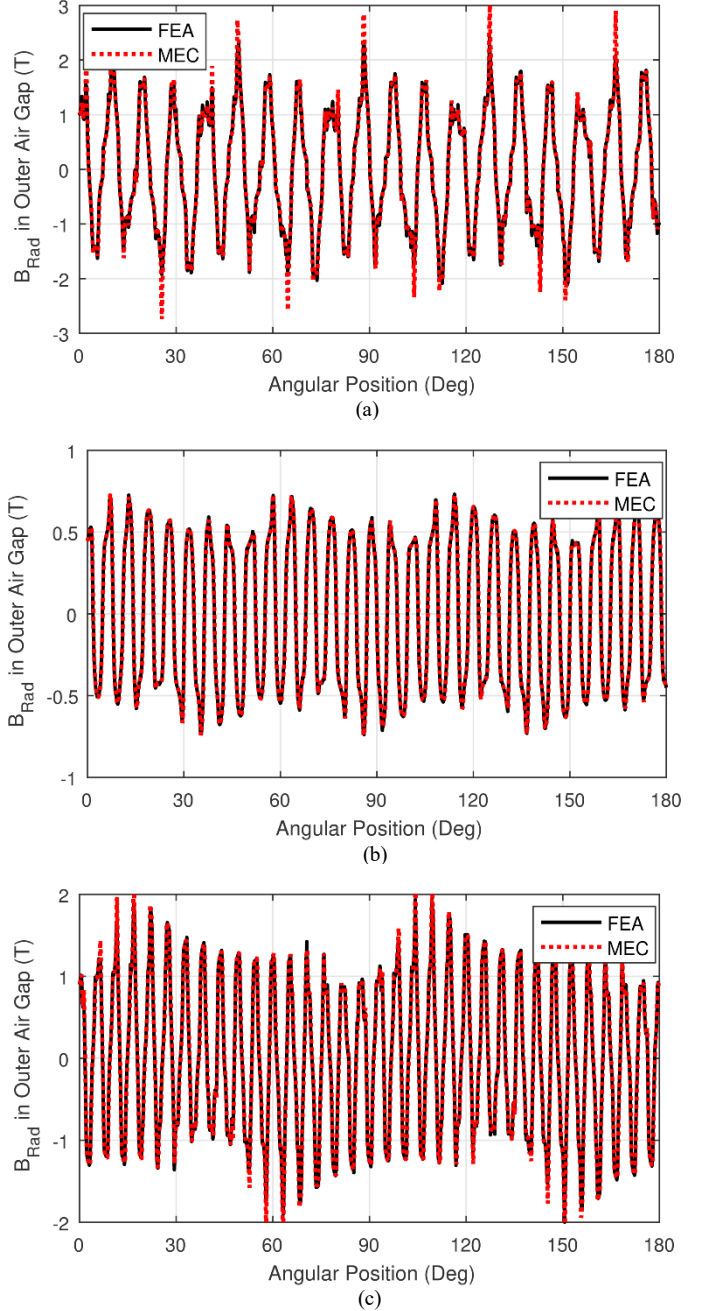 B_Rad in Outer Air Gap (T)
3
2
1
0
-1
-2
-3
FEA
MEC
0 30 60 90 120 150 180
Angular Position (Deg)
(a)
B_Rad in Outer Air Gap (T)
1
0.5
0
-0.5
-1
FEA
MEC
0 30 60 90 120 150 180
Angular Position (Deg)
(b)
B_Rad in Outer Air Gap (T)
2
1
0
-1
-2
FEA
MEC
0 30 60 90 120 150 180
Angular Position (Deg)
(c)